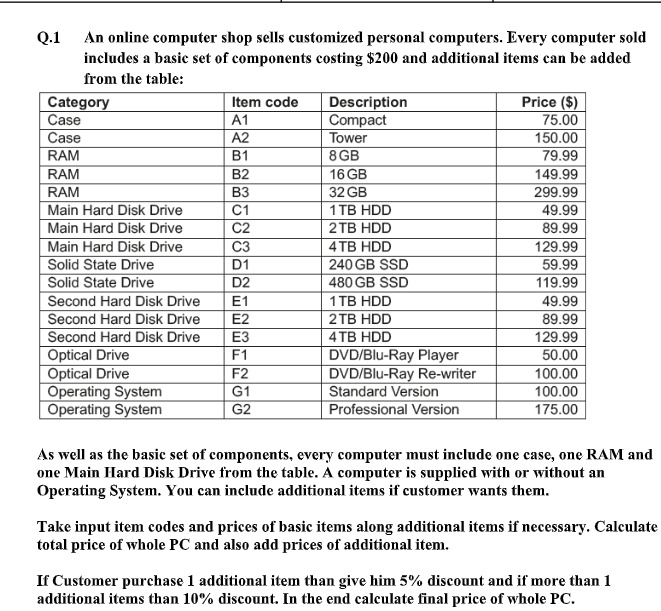 Q.1 An online computer shop sells customized personal computers. Every computer sold
includes a basic set of components costing $200 and additional items can be added
from the table:
Category Item code Description Price ($)
Case A1 Compact 75.00
Case A2 Tower 150.00
RAM B1 8 GB 79.99
RAM B2 16 GB 149.99
RAM B3 32 GB 299.99
Main Hard Disk Drive C1 1 TB HDD 49.99
Main Hard Disk Drive C2 2 TB HDD 89.99
Main Hard Disk Drive C3 4 TB HDD 129.99
Solid State Drive D1 240 GB SSD 59.99
Solid State Drive D2 480 GB SSD 119.99
Second Hard Disk Drive E1 1 TB HDD 49.99
Second Hard Disk Drive E2 2 TB HDD 89.99
Second Hard Disk Drive E3 4 TB HDD 129.99
Optical Drive F1 DVD/Blu-Ray Player 50.00
Optical Drive F2 DVD/Blu-Ray Re-writer 100.00
Operating System G1 Standard Version 100.00
Operating System G2 Professional Version 175.00
As well as the basic set of components, every computer must include one case, one RAM and
one Main Hard Disk Drive from the table. A computer is supplied with or without an
Operating System. You can include additional items if customer wants them.
Take input item codes and prices of basic items along additional items if necessary. Calculate
total price of whole PC and also add prices of additional item.
If Customer purchase 1 additional item than give him 5% discount and if more than 1
additional items than 10% discount. In the end calculate final price of whole PC.